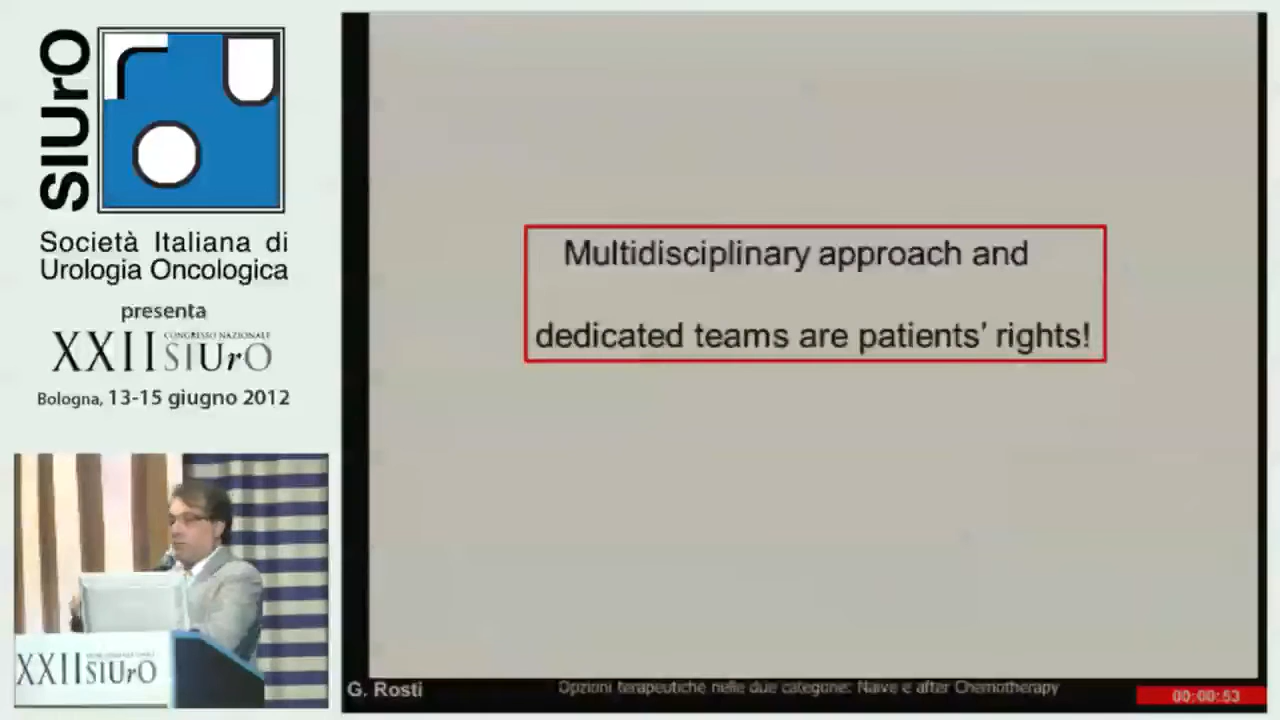 SIUrO
Società Italiana di
Urologia Oncologica
presenta
XXII CONGRESSO NAZIONALE SIUrO
Bologna, 13-15 giugno 2012
Multidisciplinary approach and
dedicated teams are patients' rights!
XXII SIUrO
G. Rosti
Opzioni terapeutiche nelle due categorie: Naive e after Chemotherapy
00:00:53